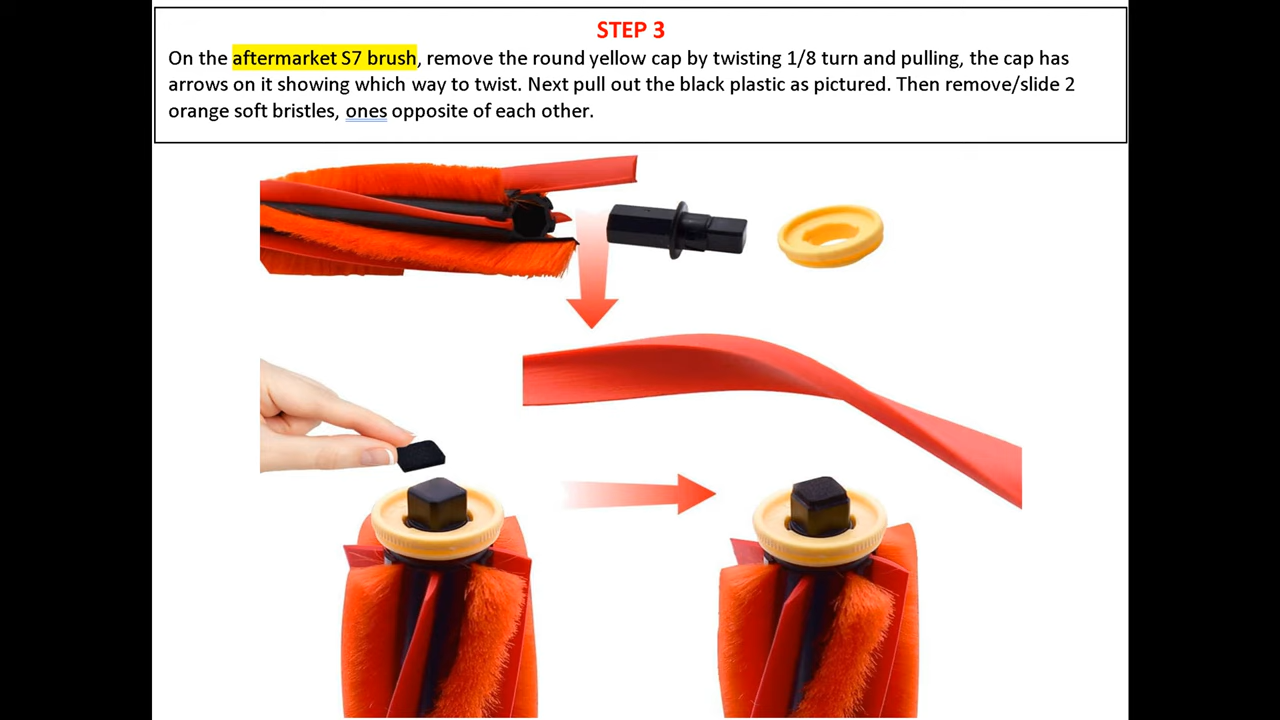 STEP 3
On the aftermarket S7 brush, remove the round yellow cap by twisting 1/8 turn and pulling, the cap has
arrows on it showing which way to twist. Next pull out the black plastic as pictured. Then remove/slide 2
orange soft bristles, ones opposite of each other.